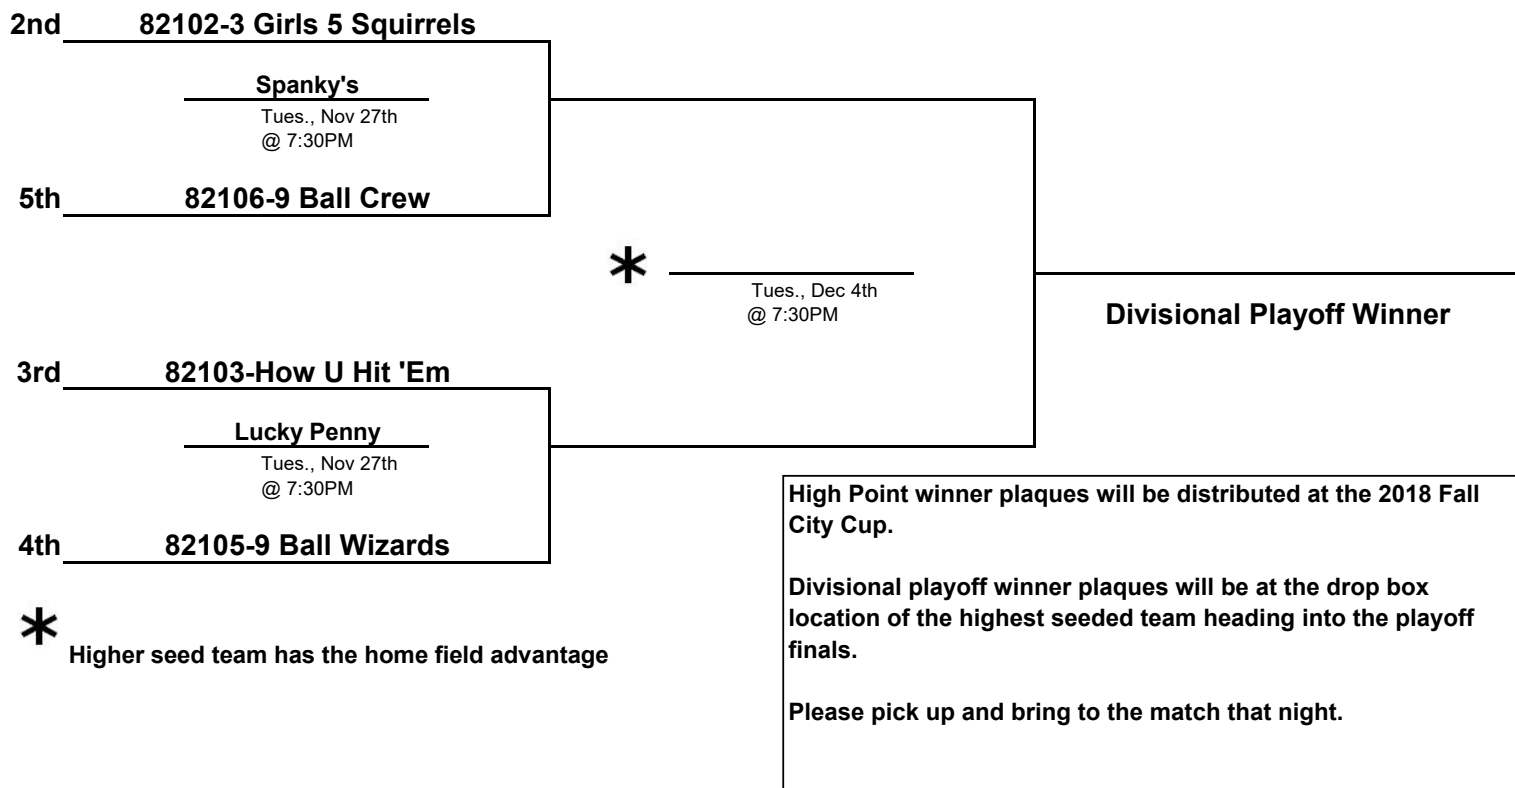 2nd 82102-3 Girls 5 Squirrels
Spanky's
Tues., Nov 27th
@ 7:30PM
5th 82106-9 Ball Crew
*
Tues., Dec 4th
@ 7:30PM
Divisional Playoff Winner
3rd 82103-How U Hit 'Em
Lucky Penny
Tues., Nov 27th
@ 7:30PM
4th 82105-9 Ball Wizards
*
Higher seed team has the home field advantage
High Point winner plaques will be distributed at the 2018 Fall
City Cup.
Divisional playoff winner plaques will be at the drop box
location of the highest seeded team heading into the playoff
finals.
Please pick up and bring to the match that night.